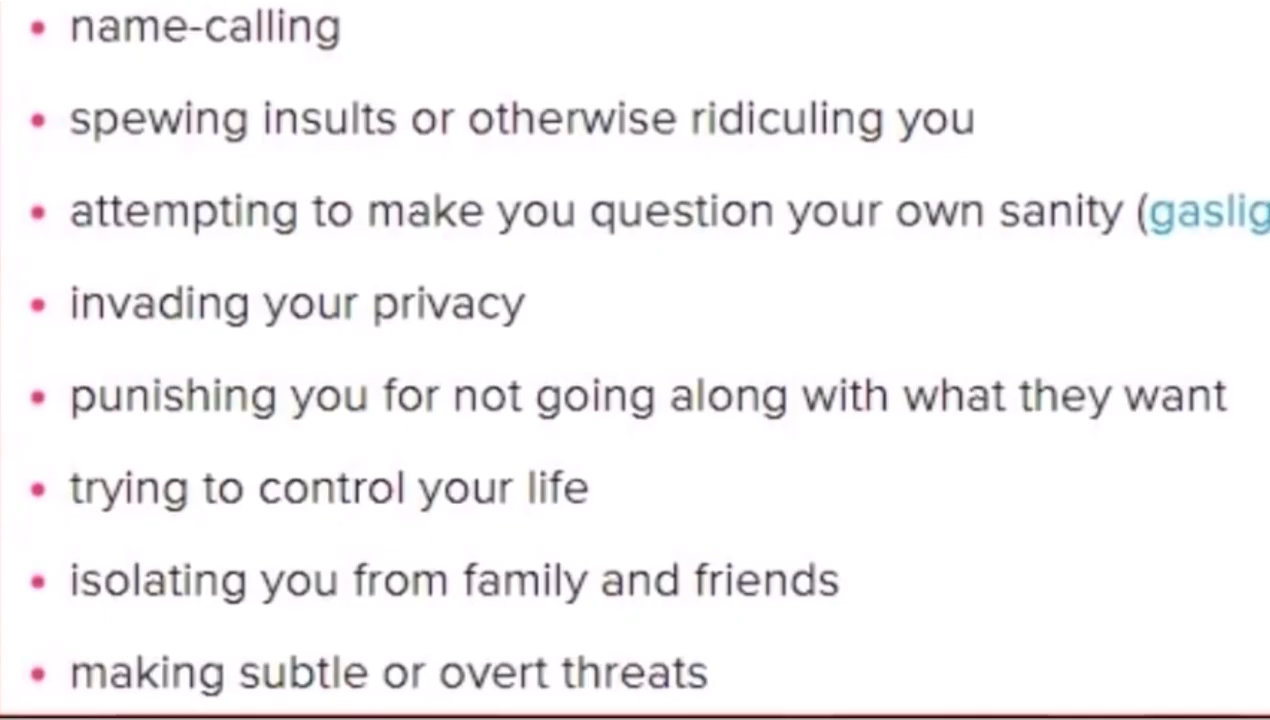 • name-calling
• spewing insults or otherwise ridiculing you
• attempting to make you question your own sanity (gaslig
• invading your privacy
• punishing you for not going along with what they want
• trying to control your life
• isolating you from family and friends
• making subtle or overt threats